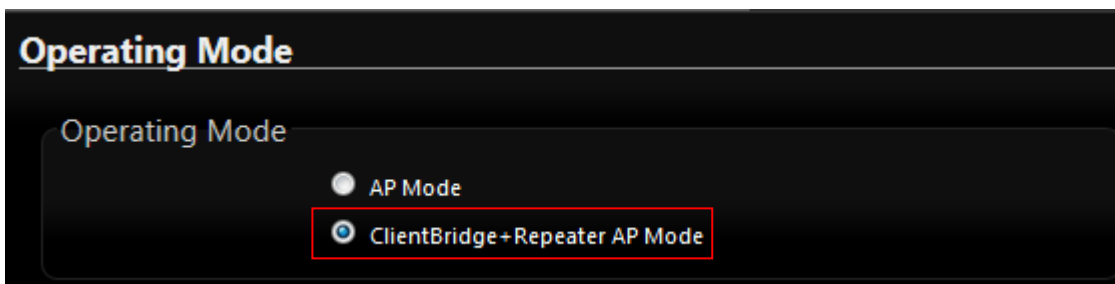 Operating Mode
Operating Mode
AP Mode
ClientBridge+Repeater AP Mode